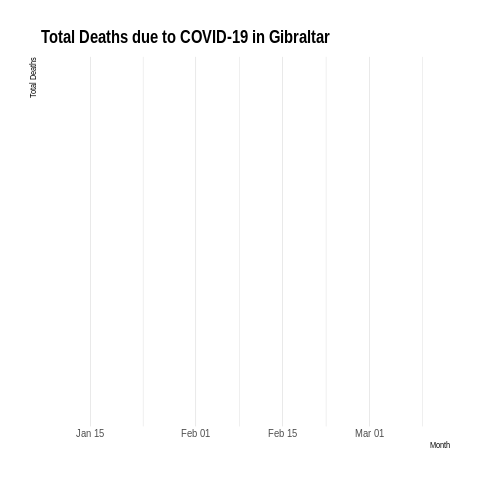 Total Deaths due to COVID-19 in Gibraltar
Total Deaths
Jan 15 Feb 01 Feb 15 Mar 01
Month